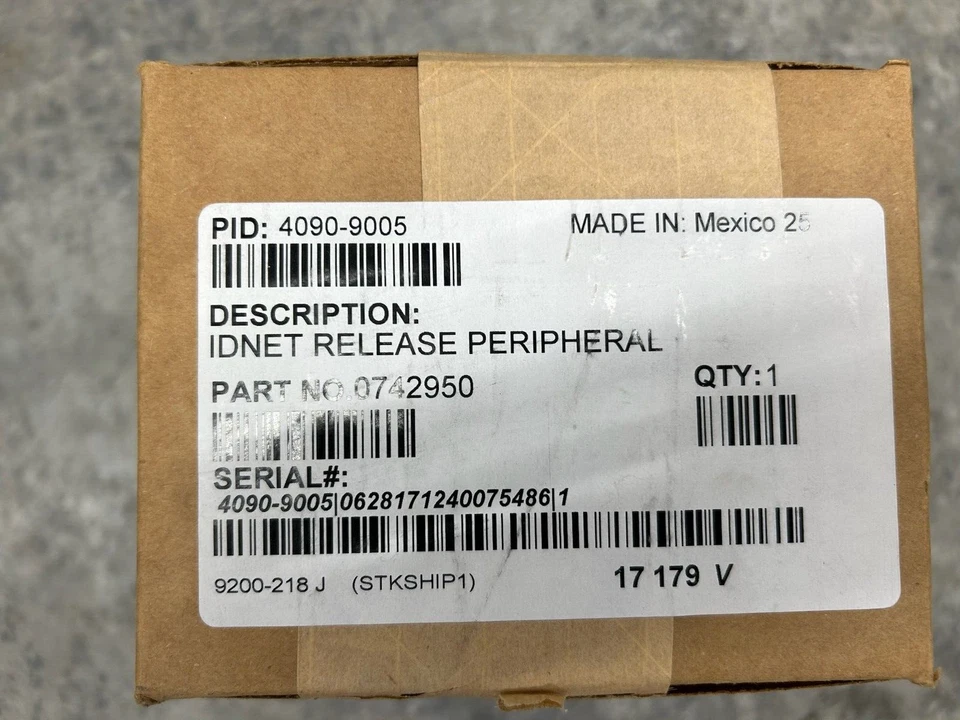 PID: 4090-9005
MADE IN: Mexico 25
DESCRIPTION:
IDNET RELEASE PERIPHERAL
PART NO.0742950
QTY:1
SERIAL#:
4090-9005|0628171240075486|1
9200-218 J (STKSHIP1)
17 179 V